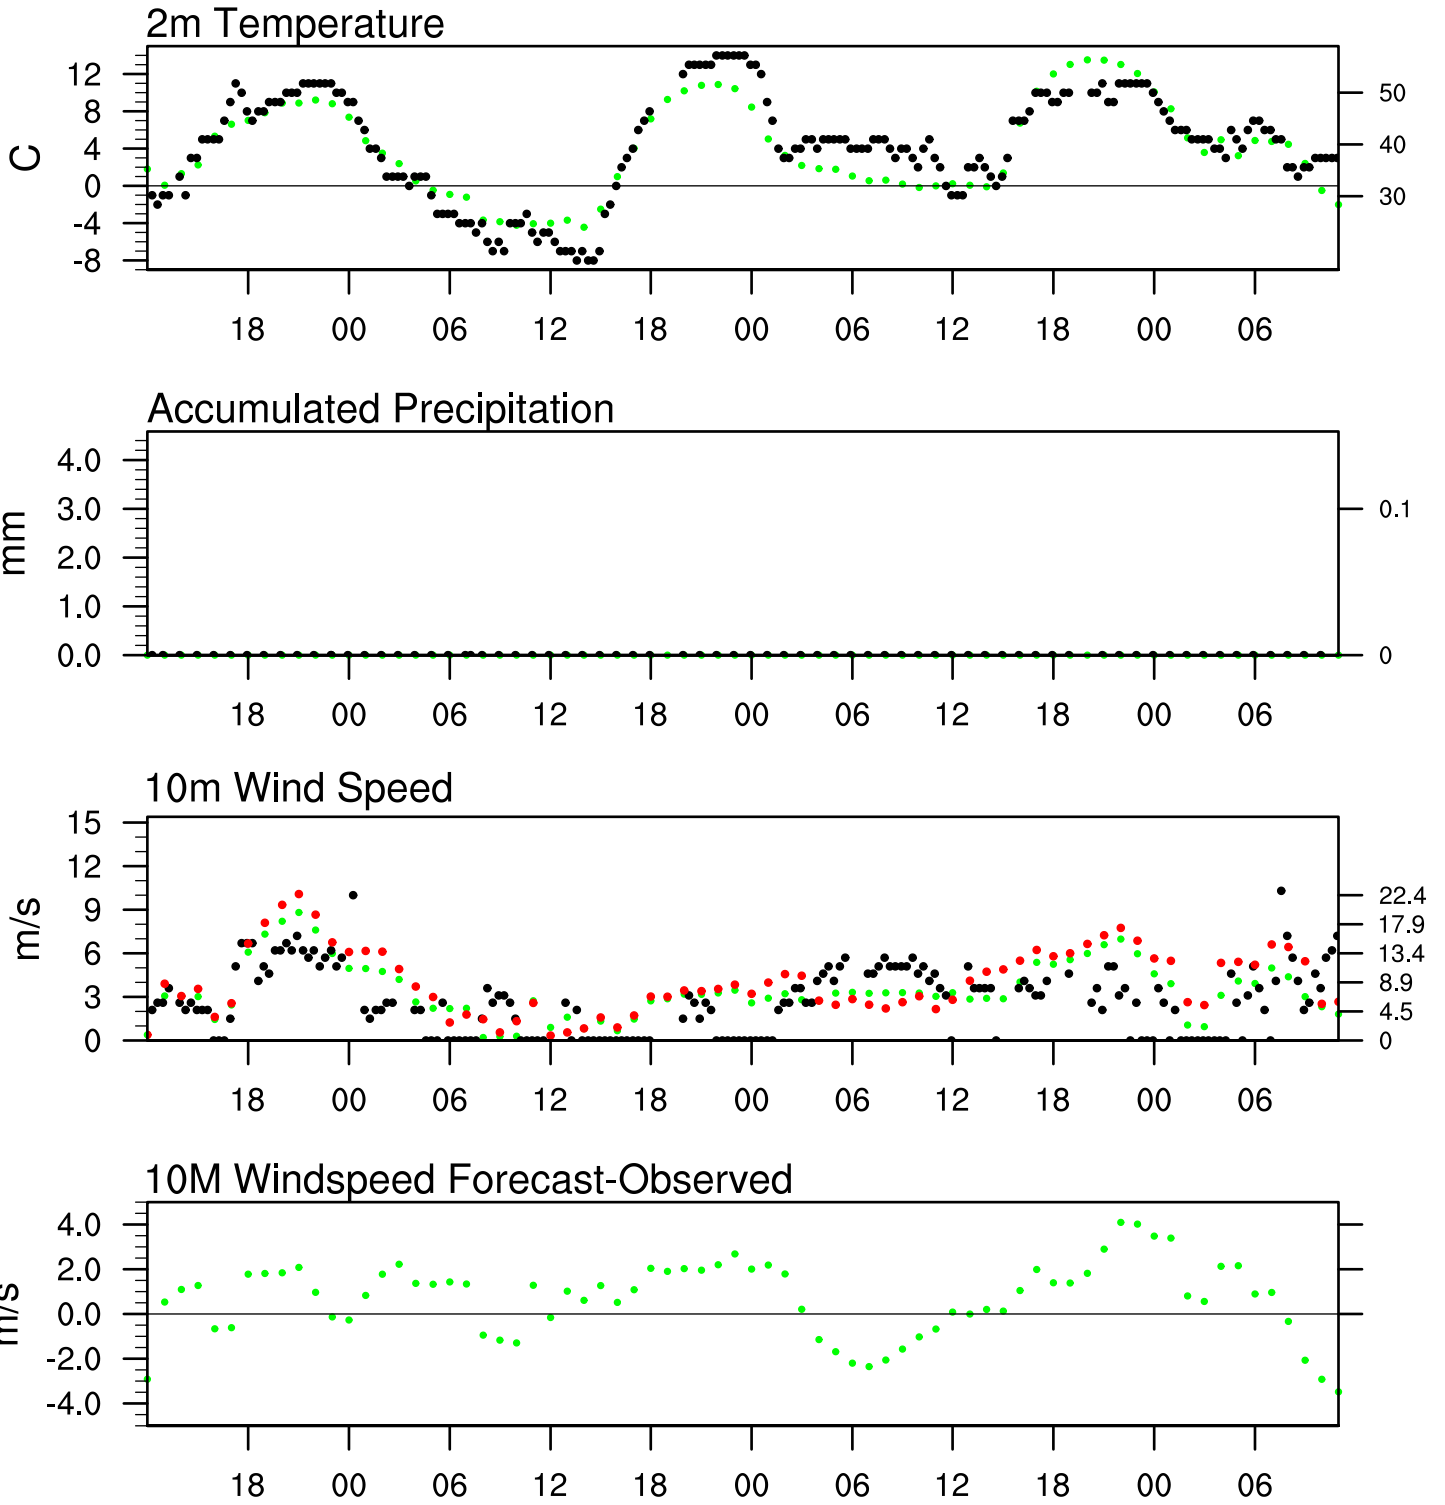 2m Temperature
12
8
4
0
-4
-8
C
50
40
30
18 00 06 12 18 00 06 12 18 00 06
Accumulated Precipitation
4.0
3.0
2.0
1.0
0.0
mm
0.1
0
18 00 06 12 18 00 06 12 18 00 06
10m Wind Speed
15
12
9
6
3
0
m/s
22.4
17.9
13.4
8.9
4.5
0
18 00 06 12 18 00 06 12 18 00 06
10M Windspeed Forecast-Observed
4.0
2.0
0.0
-2.0
-4.0
m/s
18 00 06 12 18 00 06 12 18 00 06